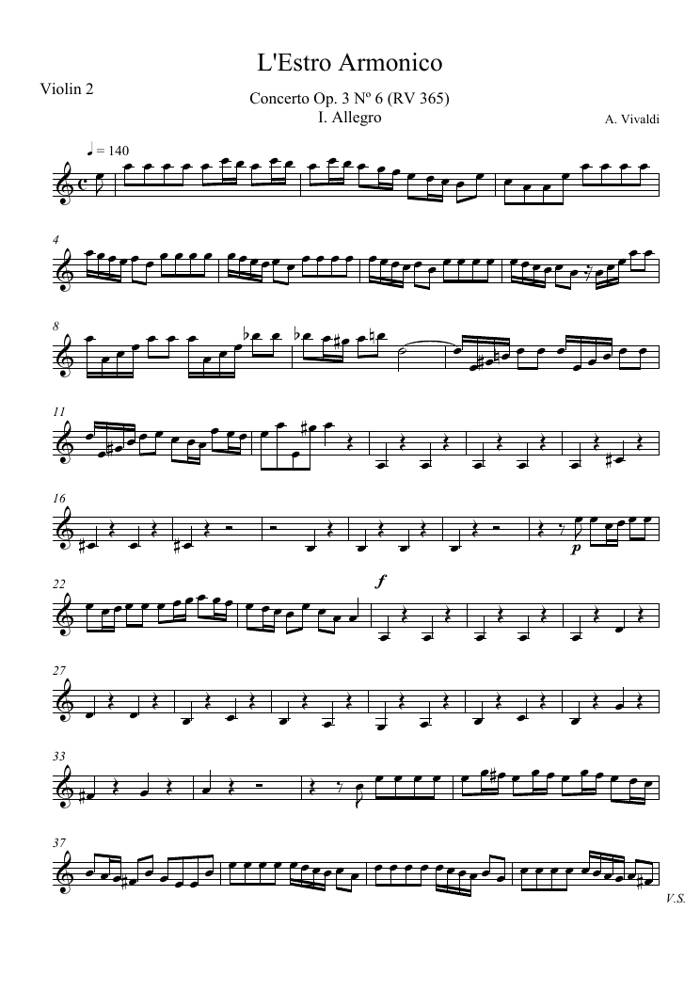 L'Estro Armonico
Violin 2
Concerto Op. 3 Nº 6 (RV 365)
I. Allegro
A. Vivaldi
♩ = 140
4
8
11
16
p
22
f
27
33
37
V.S.